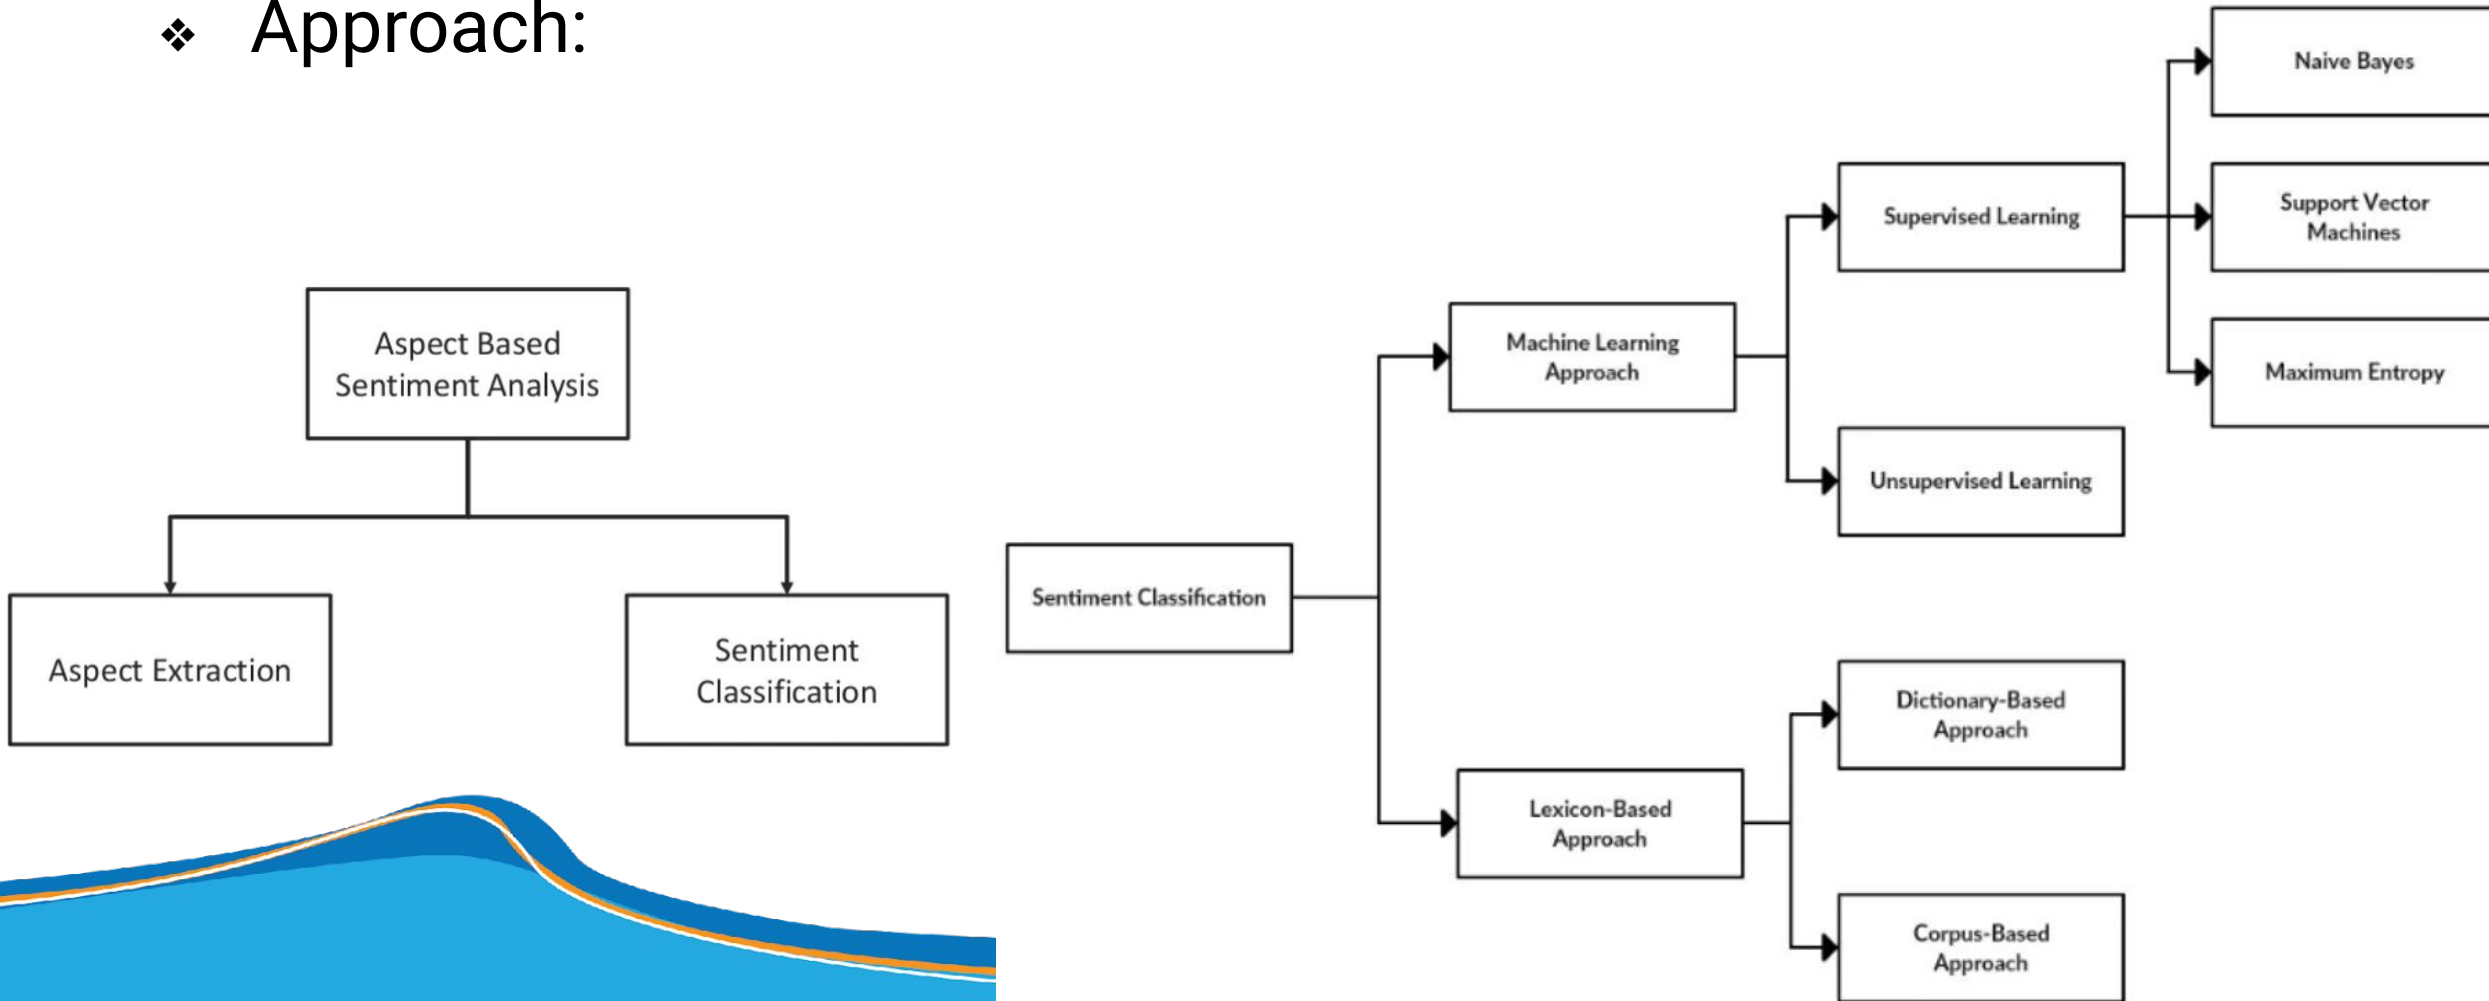 ❖ Approach:
Aspect Based
Sentiment Analysis
Aspect Extraction
Sentiment
Classification
Sentiment Classification
Machine Learning
Approach
Supervised Learning
Naive Bayes
Support Vector
Machines
Maximum Entropy
Unsupervised Learning
Lexicon-Based
Approach
Dictionary-Based
Approach
Corpus-Based
Approach